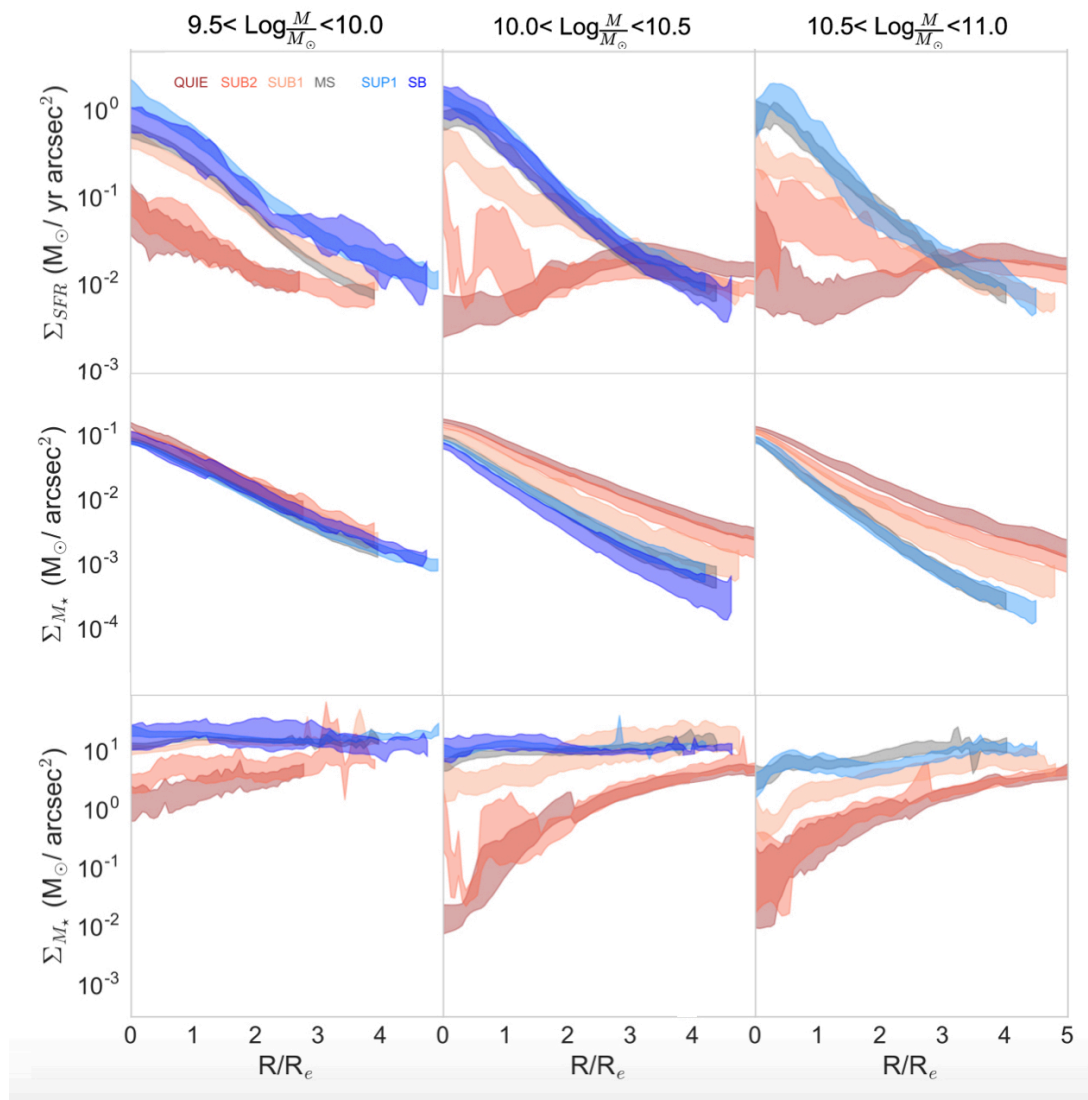 9.5< Log M/M⊙ <10.0
10.0< Log M/M⊙ <10.5
10.5< Log M/M⊙ <11.0
QUIE SUB2 SUB1 MS SUP1 SB
Σ_SFR (M⊙/ yr arcsec²)
10⁰
10⁻¹
10⁻²
10⁻³
Σ_M⋆ (M⊙/ arcsec²)
10⁻¹
10⁻²
10⁻³
10⁻⁴
Σ_M⋆ (M⊙/ arcsec²)
10¹
10⁰
10⁻¹
10⁻²
10⁻³
0 1 2 3 4 0 1 2 3 4 0 1 2 3 4 5
R/Rₑ R/Rₑ R/Rₑ